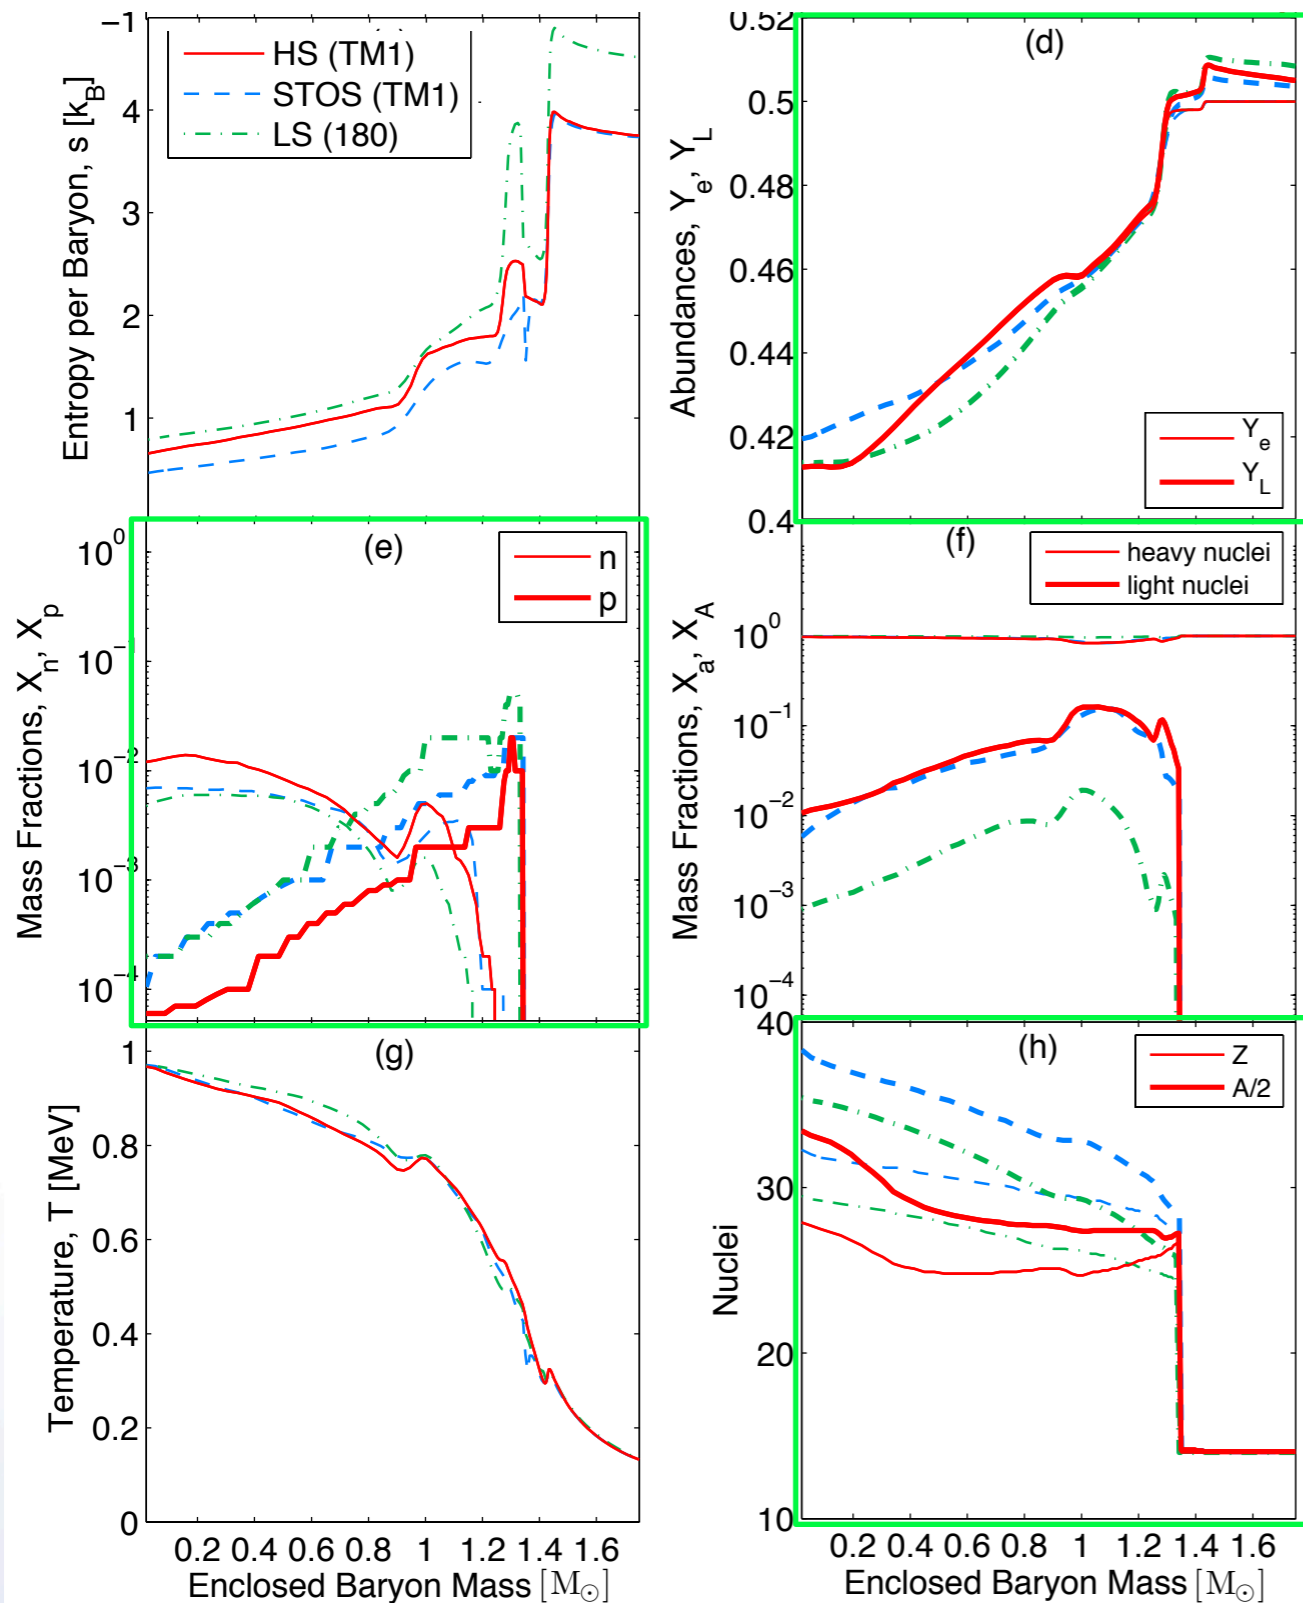 HS (TM1)
STOS (TM1)
LS (180)
Entropy per Baryon, s [k_B]
-1
4
3
2
1
(d)
Abundances, Y_e, Y_L
0.52
0.5
0.48
0.46
0.44
0.42
0.4
Y_e
Y_L
(e)
n
p
Mass Fractions, X_n, X_p
10^0
10^-1
10^-2
10^-3
10^-4
(f)
heavy nuclei
light nuclei
Mass Fractions, X_a, X_A
10^0
10^-1
10^-2
10^-3
10^-4
(g)
Temperature, T [MeV]
1
0.8
0.6
0.4
0.2
0
0.2 0.4 0.6 0.8 1 1.2 1.4 1.6
Enclosed Baryon Mass [M☉]
(h)
Z
A/2
Nuclei
40
30
20
10
0.2 0.4 0.6 0.8 1 1.2 1.4 1.6
Enclosed Baryon Mass [M☉]